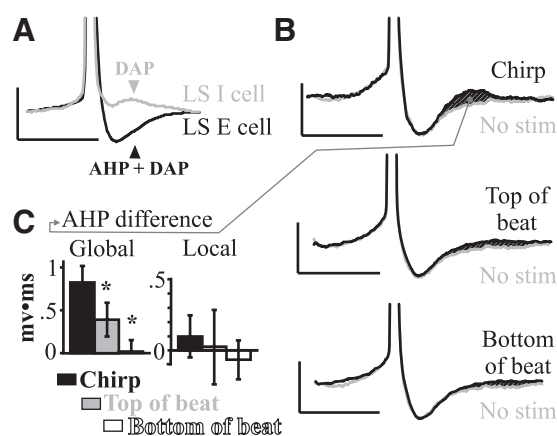 A
DAP
LS I cell
LS E cell
AHP + DAP
B
Chirp
No stim
Top of
beat
No stim
Bottom
of beat
No stim
C
AHP difference
Global
Local
mv•ms
1
.5
0
*
*
.5
0
Chirp
Top of beat
Bottom of beat